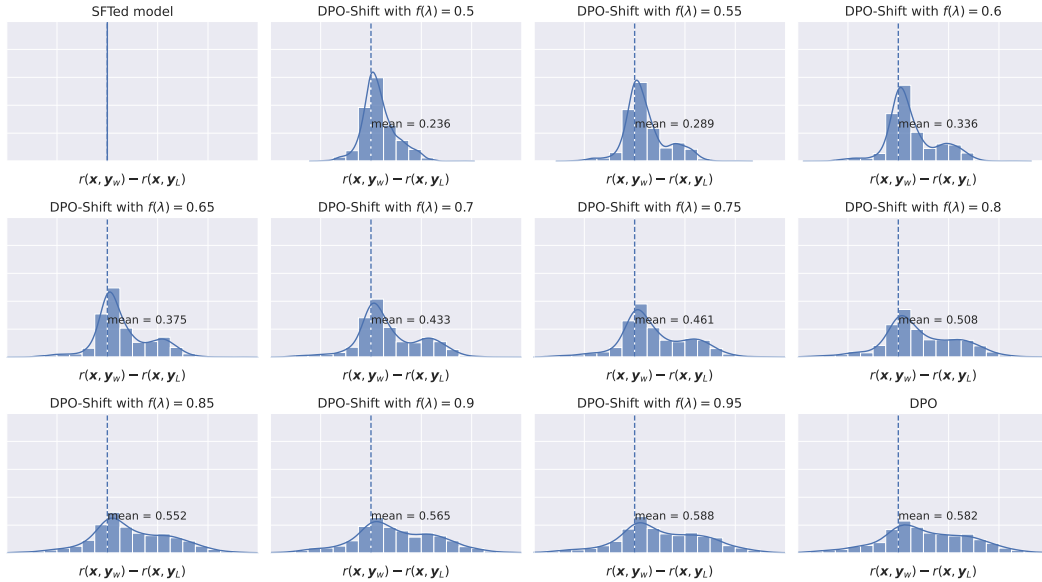 SFTed model
DPO-Shift with f(λ) = 0.5
DPO-Shift with f(λ) = 0.55
DPO-Shift with f(λ) = 0.6
mean = 0.236
mean = 0.289
mean = 0.336
r(x, y_w) − r(x, y_L)
r(x, y_w) − r(x, y_L)
r(x, y_w) − r(x, y_L)
r(x, y_w) − r(x, y_L)
DPO-Shift with f(λ) = 0.65
DPO-Shift with f(λ) = 0.7
DPO-Shift with f(λ) = 0.75
DPO-Shift with f(λ) = 0.8
mean = 0.375
mean = 0.433
mean = 0.461
mean = 0.508
r(x, y_w) − r(x, y_L)
r(x, y_w) − r(x, y_L)
r(x, y_w) − r(x, y_L)
r(x, y_w) − r(x, y_L)
DPO-Shift with f(λ) = 0.85
DPO-Shift with f(λ) = 0.9
DPO-Shift with f(λ) = 0.95
DPO
mean = 0.552
mean = 0.565
mean = 0.588
mean = 0.582
r(x, y_w) − r(x, y_L)
r(x, y_w) − r(x, y_L)
r(x, y_w) − r(x, y_L)
r(x, y_w) − r(x, y_L)